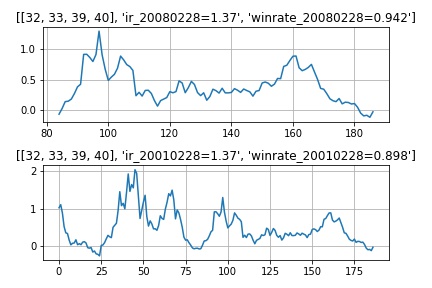 [[32, 33, 39, 40], 'ir_20080228=1.37', 'winrate_20080228=0.942']
1.0
0.5
0.0
80 100 120 140 160 180
[[32, 33, 39, 40], 'ir_20010228=1.37', 'winrate_20010228=0.898']
2
1
0
0 25 50 75 100 125 150 175